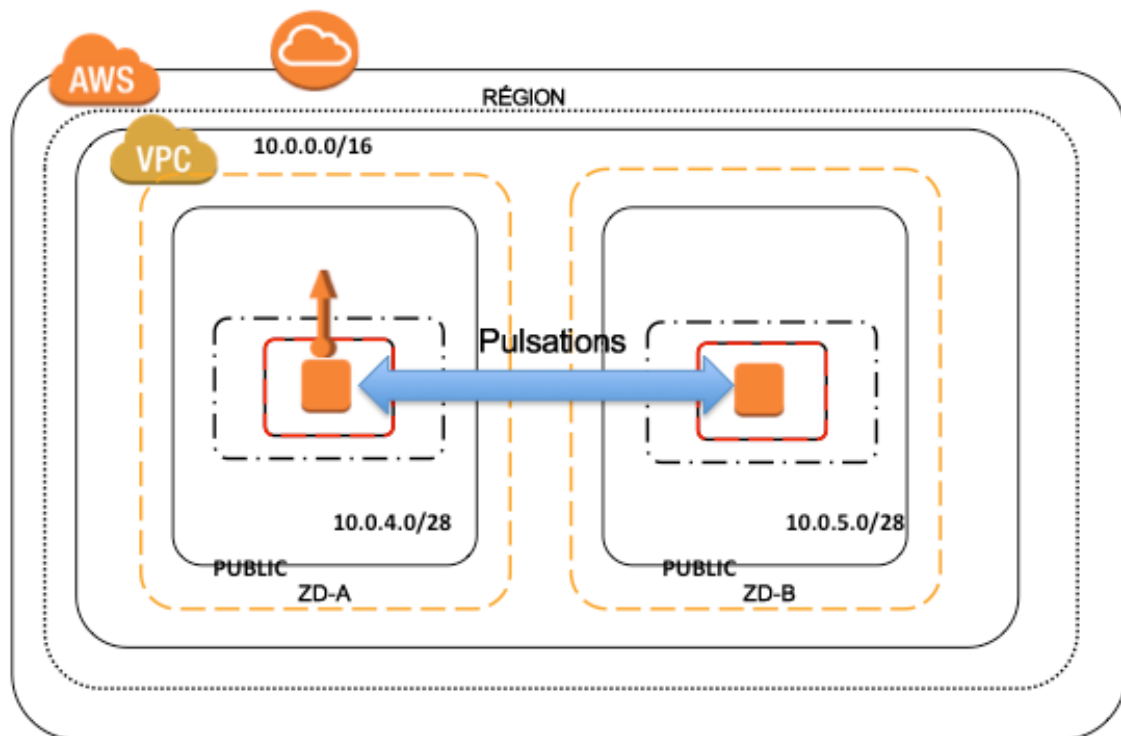 AWS
RÉGION
VPC
10.0.0.0/16
Pulsations
10.0.4.0/28
10.0.5.0/28
PUBLIC
PUBLIC
ZD-A
ZD-B